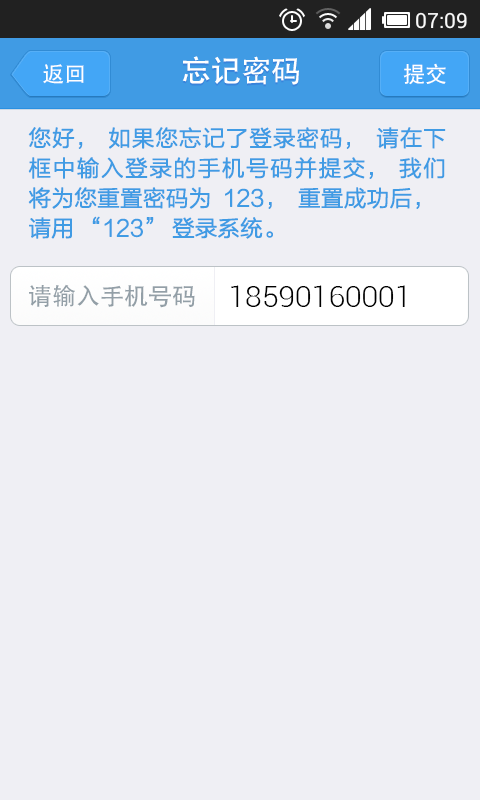 07:09
返回 忘记密码 提交
您好， 如果您忘记了登录密码， 请在下
框中输入登录的手机号码并提交， 我们
将为您重置密码为 123， 重置成功后，
请用 “123” 登录系统。
请输入手机号码 18590160001